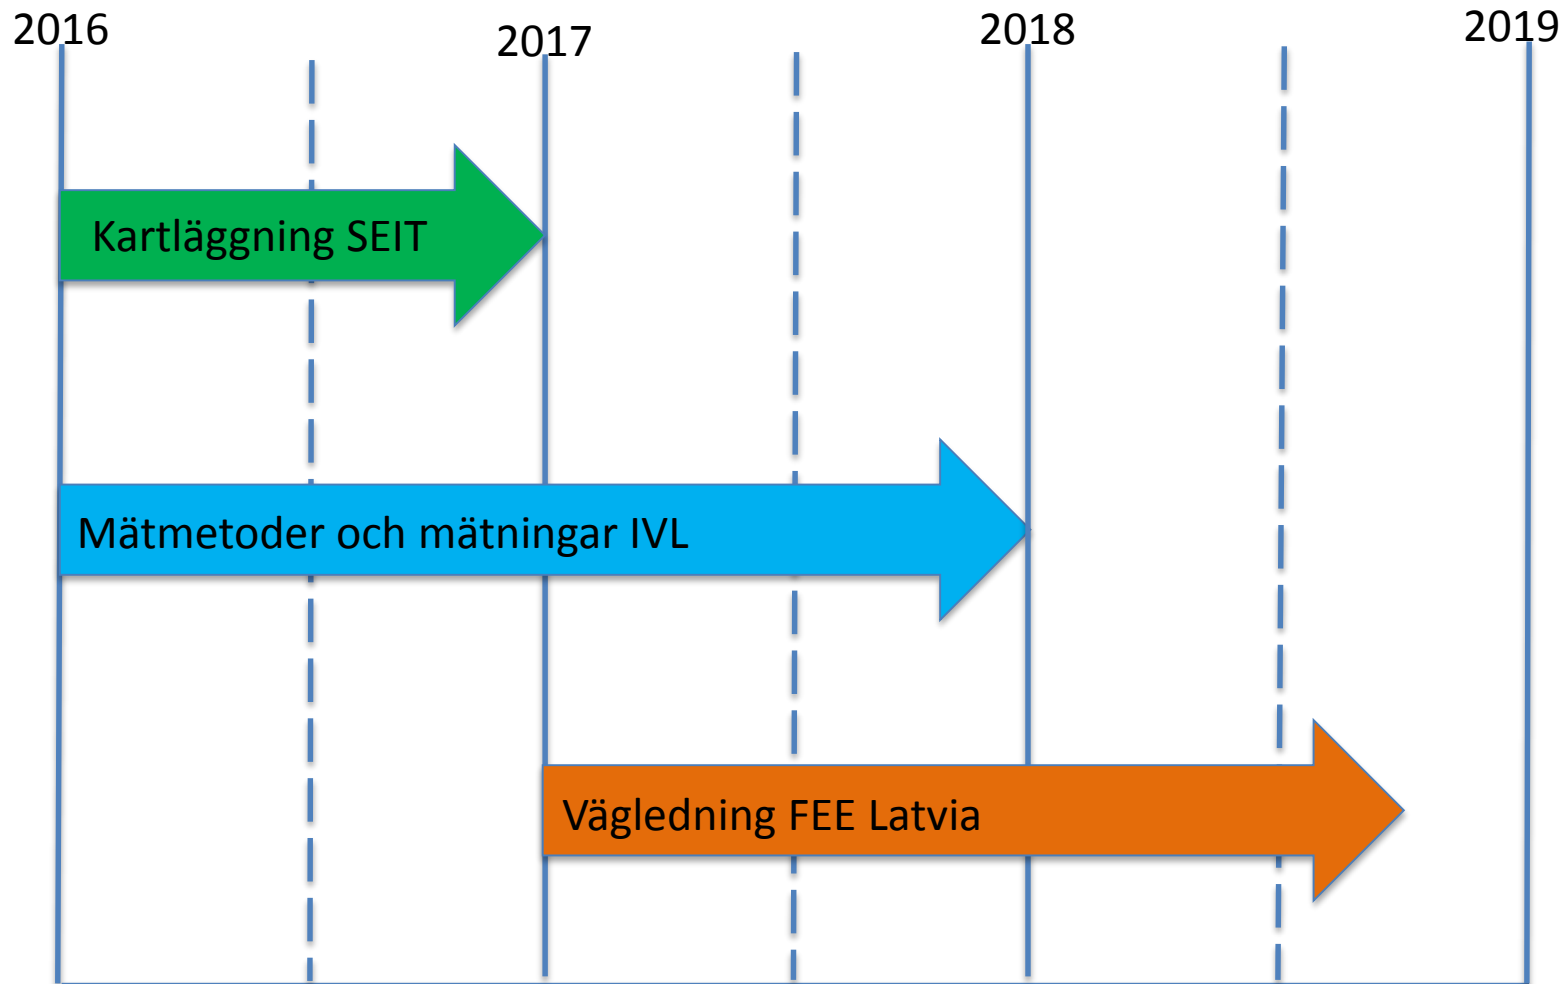 2016
2017
2018
2019
Kartläggning SEIT
Mätmetoder och mätningar IVL
Vägledning FEE Latvia